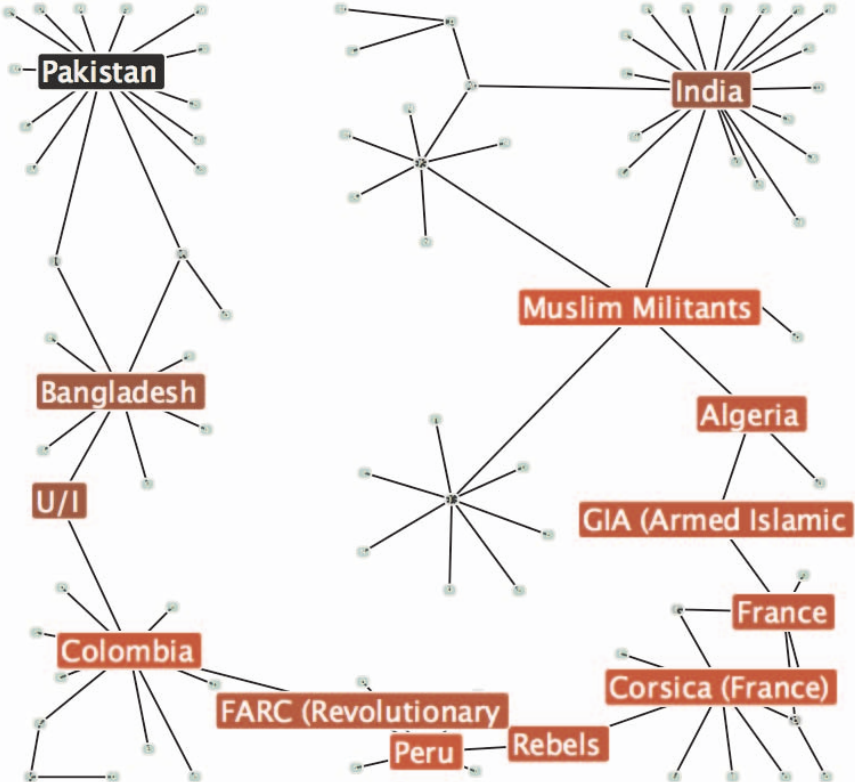 Pakistan
India
Muslim Militants
Bangladesh
Algeria
U/I
GIA (Armed Islamic
France
Colombia
Corsica (France)
FARC (Revolutionary
Rebels
Peru